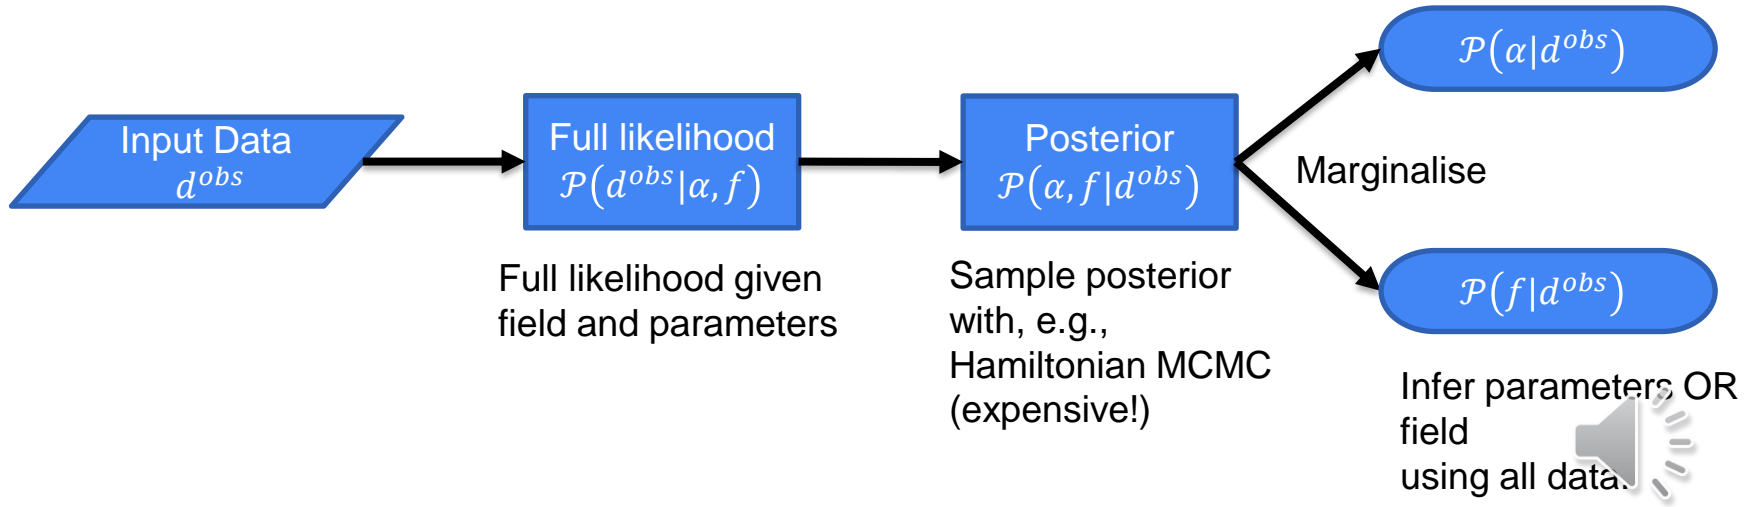 Input Data
d^{obs}
Full likelihood
𝒫(d^{obs}|α, f)
Posterior
𝒫(α, f|d^{obs})
𝒫(α|d^{obs})
Marginalise
𝒫(f|d^{obs})
Full likelihood given
field and parameters
Sample posterior
with, e.g.,
Hamiltonian MCMC
(expensive!)
Infer parameters OR
field
using all data.